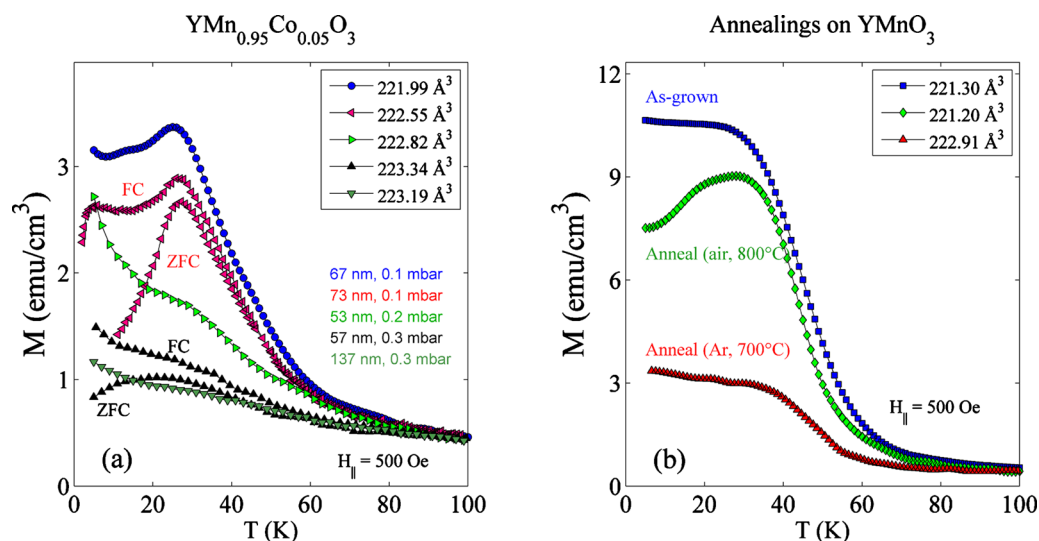 YMn0.95Co0.05O3
M (emu/cm3)
3
2
1
0
221.99 Å3
222.55 Å3
222.82 Å3
223.34 Å3
223.19 Å3
FC
ZFC
67 nm, 0.1 mbar
73 nm, 0.1 mbar
53 nm, 0.2 mbar
57 nm, 0.3 mbar
137 nm, 0.3 mbar
FC
ZFC
(a)
H|| = 500 Oe
0 20 40 60 80 100
T (K)
Annealings on YMnO3
M (emu/cm3)
12
9
6
3
0
As-grown
221.30 Å3
221.20 Å3
222.91 Å3
Anneal (air, 800°C)
Anneal (Ar, 700°C)
H|| = 500 Oe
(b)
0 20 40 60 80 100
T (K)